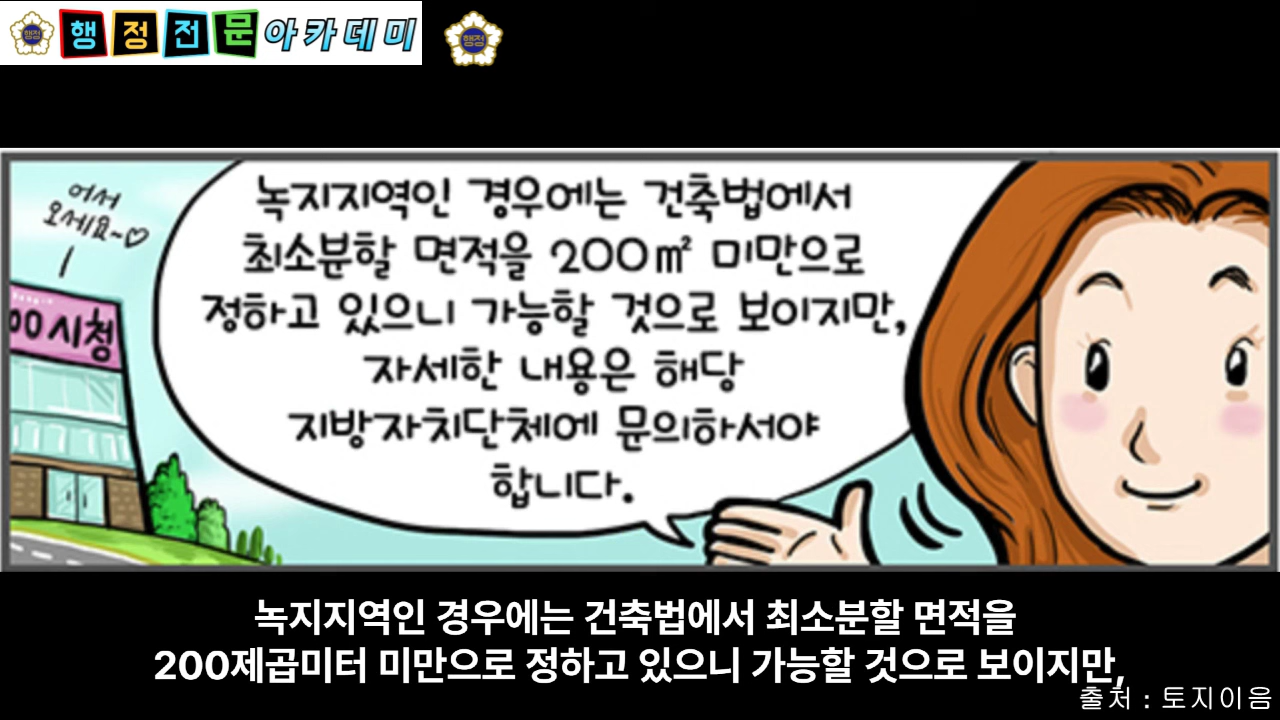 행정전문아카데미
행정
어서
오세요~♡
00시청
녹지지역인 경우에는 건축법에서
최소분할 면적을 200㎡ 미만으로
정하고 있으니 가능할 것으로 보이지만,
자세한 내용은 해당
지방자치단체에 문의하셔야
합니다.
녹지지역인 경우에는 건축법에서 최소분할 면적을
200제곱미터 미만으로 정하고 있으니 가능할 것으로 보이지만,
출처 : 토지이음